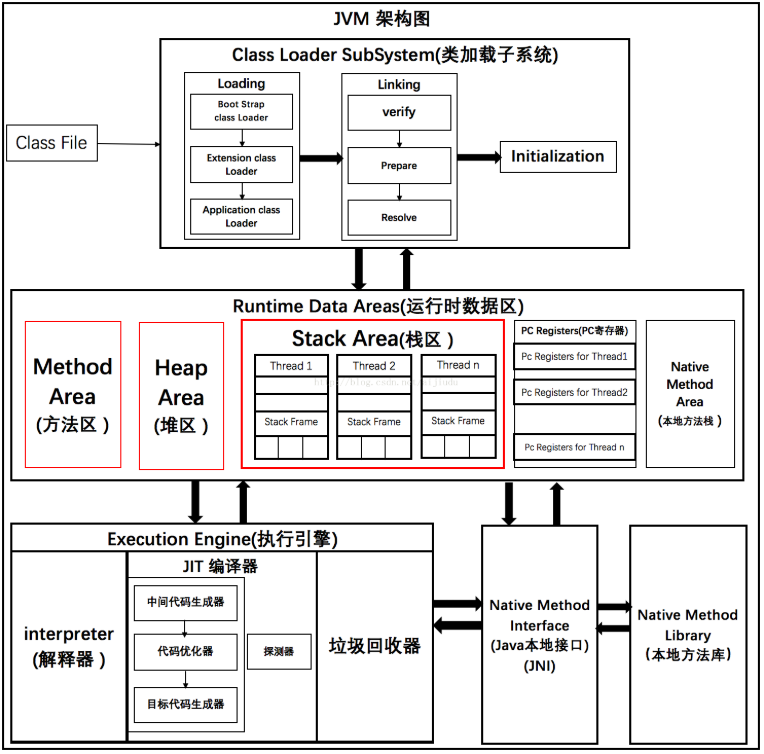 JVM 架构图
Class Loader SubSystem(类加载子系统)
Loading
Boot Strap
class Loader
Extension class
Loader
Application class
Loader
Linking
verify
Prepare
Resolve
Class File
Initialization
Runtime Data Areas(运行时数据区)
Method
Area
(方法区)
Heap
Area
(堆区)
Stack Area(栈区)
Thread 1
Thread 2
Thread n
Stack Frame
Stack Frame
Stack Frame
PC Registers(PC寄存器)
Pc Registers for Thread1
Pc Registers for Thread2
Pc Registers for Thread n
Native
Method
Area
(本地方法栈)
Execution Engine(执行引擎)
interpreter
(解释器)
JIT 编译器
中间代码生成器
代码优化器
目标代码生成器
探测器
垃圾回收器
Native Method
Interface
(Java本地接口)
(JNI)
Native Method
Library
(本地方法库)